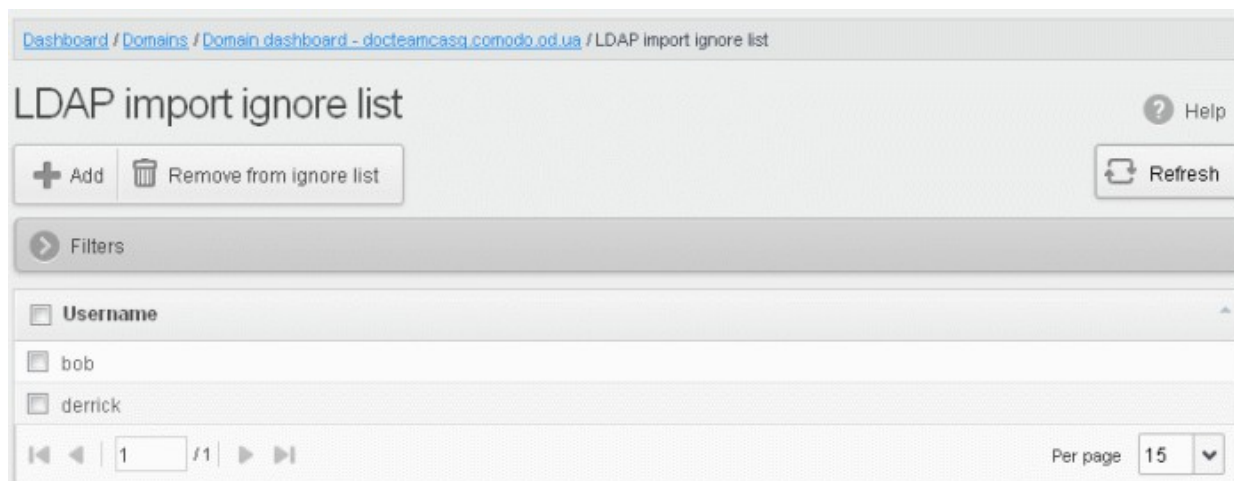 Dashboard / Domains / Domain dashboard - docteamcasg.comodo.od.ua / LDAP import ignore list
LDAP import ignore list
Help
Add
Remove from ignore list
Refresh
Filters
Username
bob
derrick
1 / 1
Per page 15